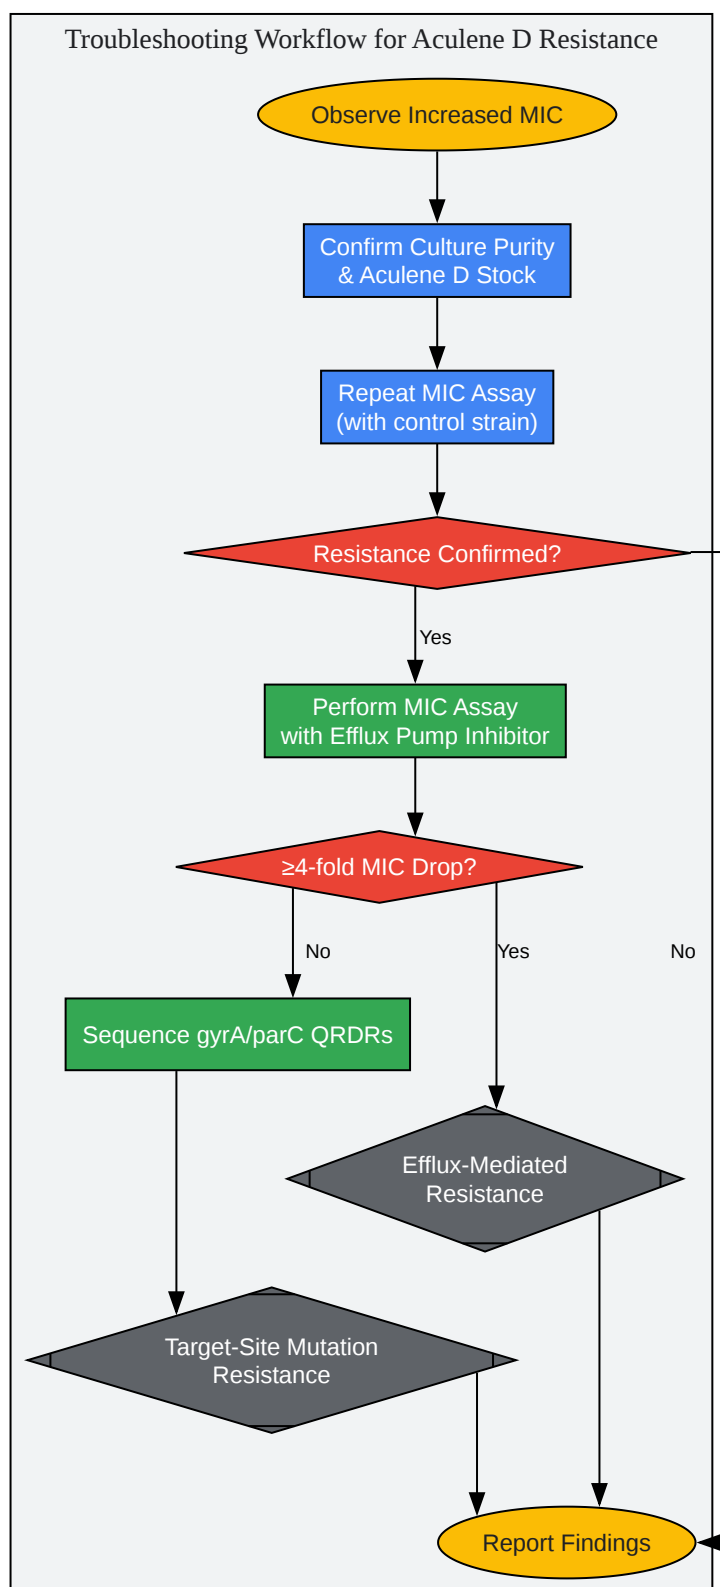 Troubleshooting Workflow for Aculene D Resistance
Observe Increased MIC
Confirm Culture Purity
& Aculene D Stock
Repeat MIC Assay
(with control strain)
Resistance Confirmed?
Yes
Perform MIC Assay
with Efflux Pump Inhibitor
≥4-fold MIC Drop?
No
Yes
No
Sequence gyrA/parC QRDRs
Efflux-Mediated
Resistance
Target-Site Mutation
Resistance
Report Findings